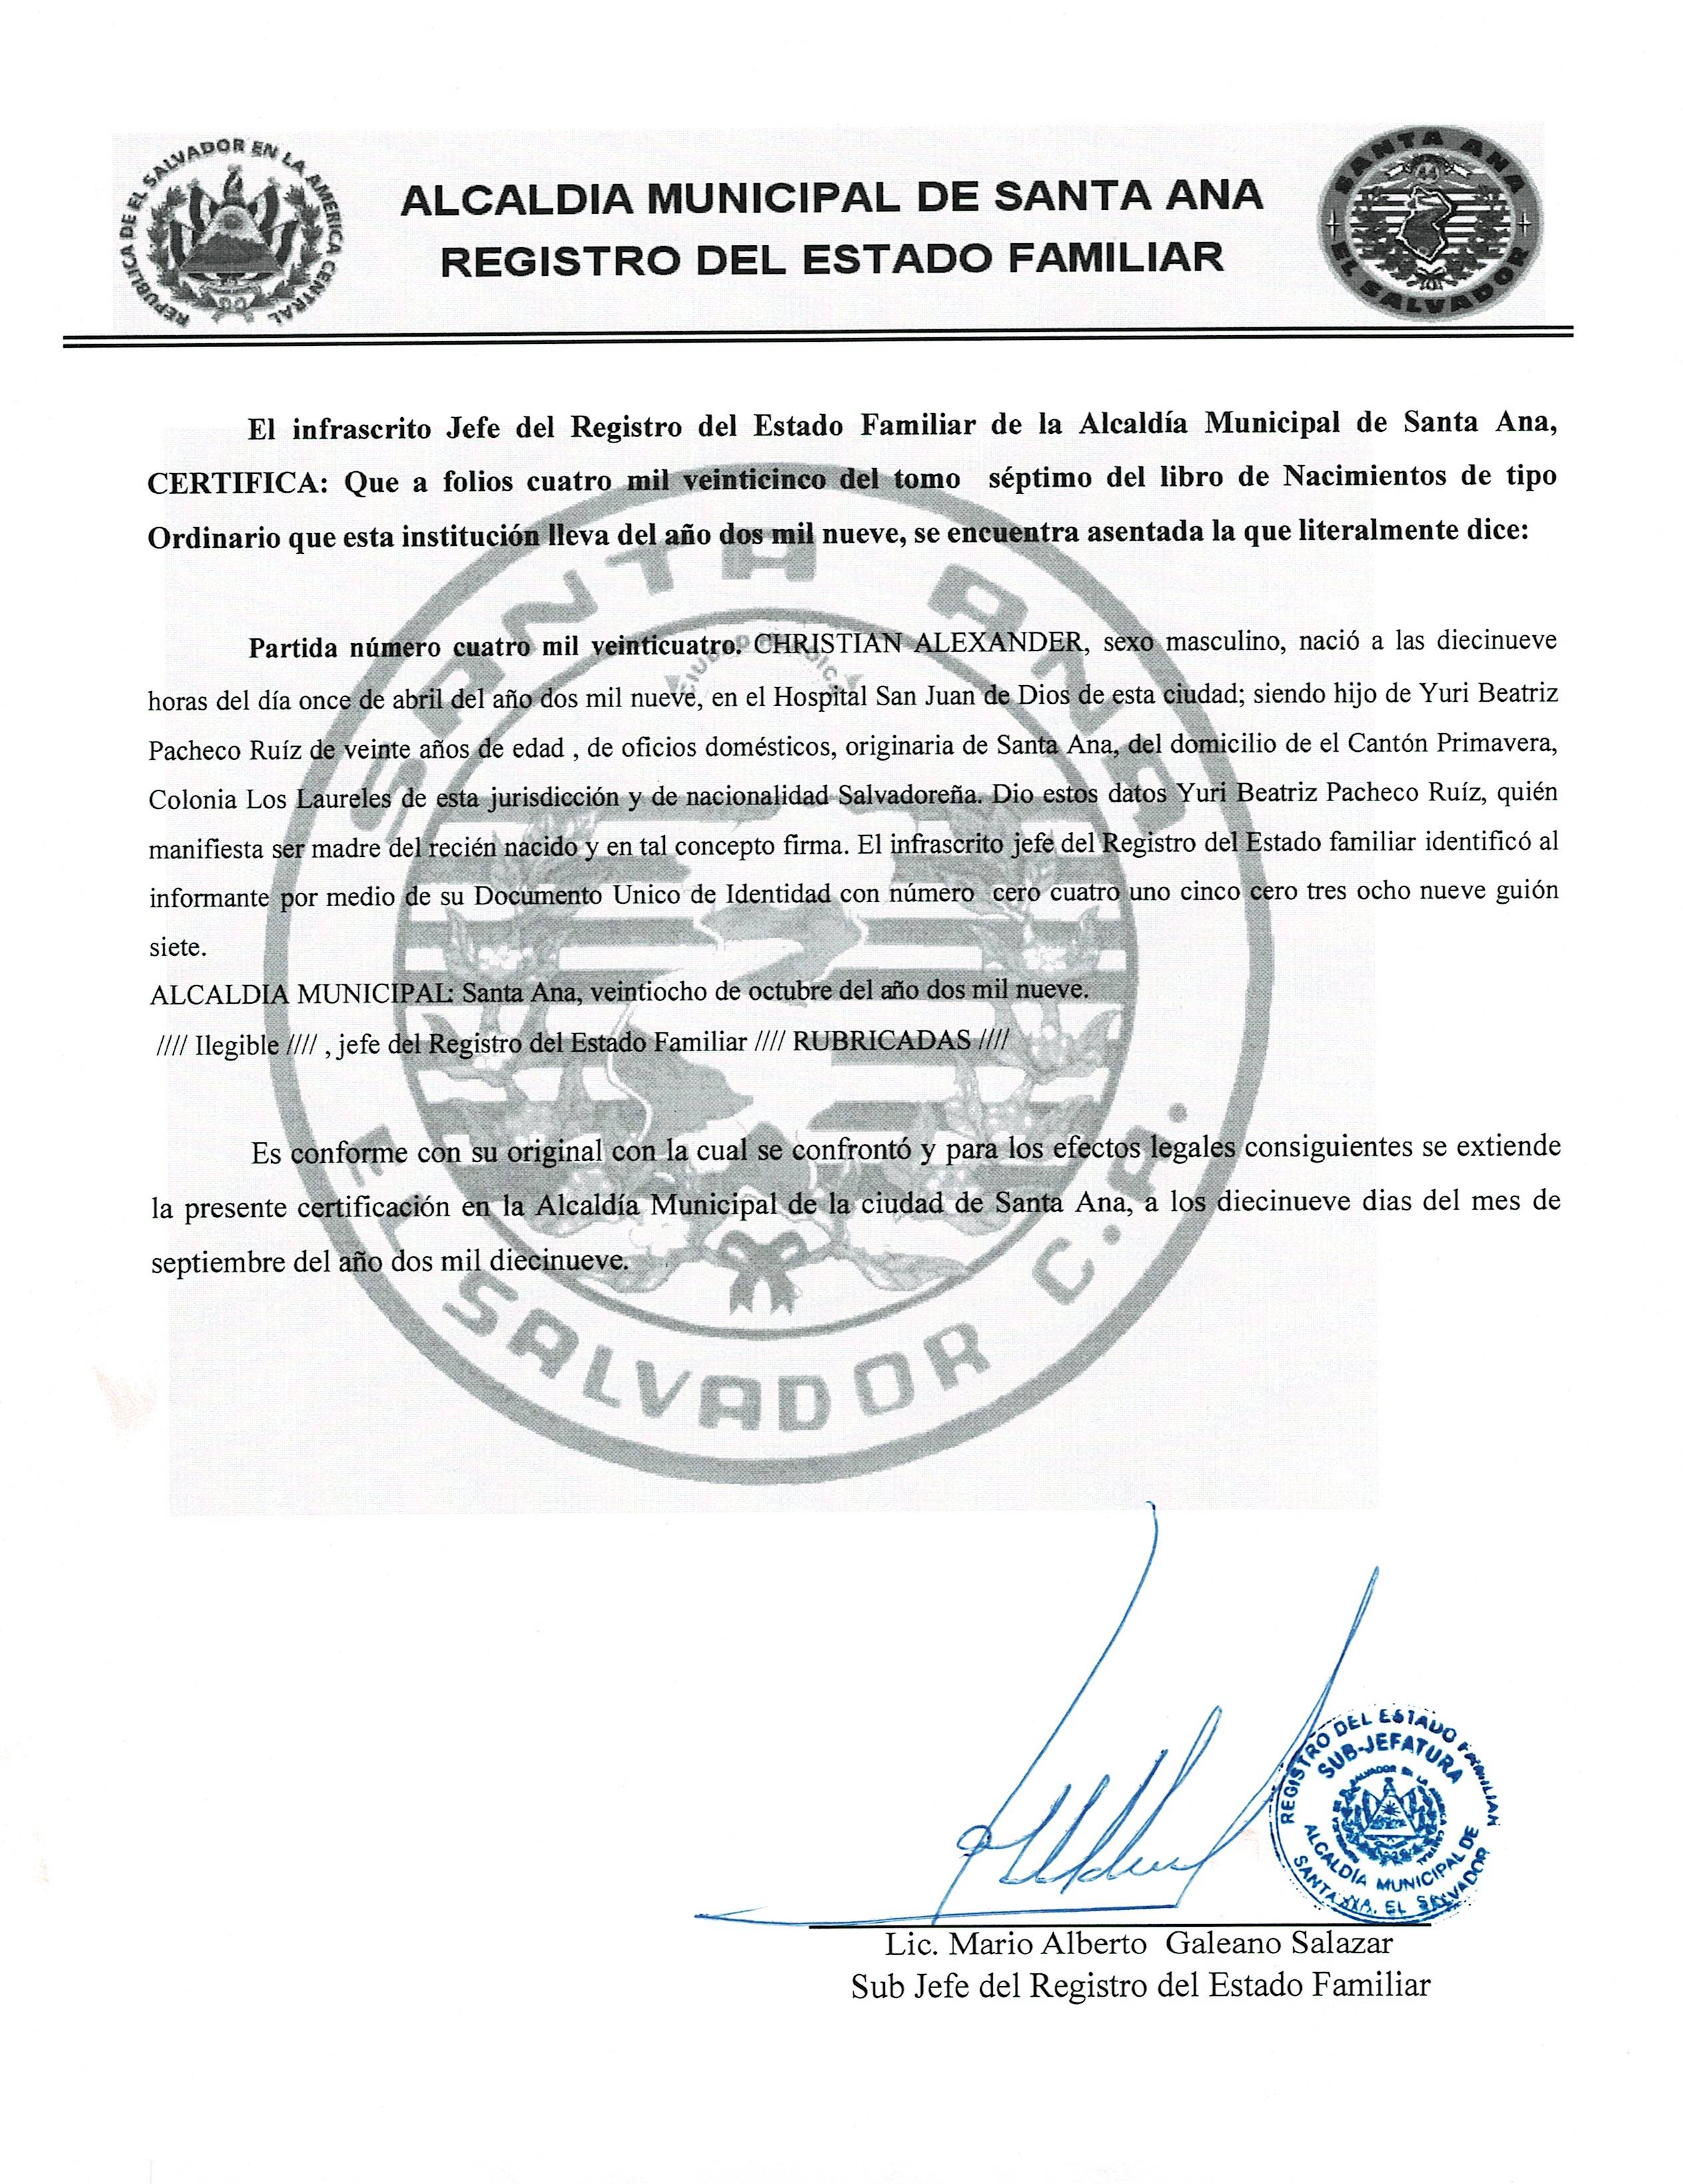 REPUBLICA DE EL SALVADOR EN LA AMERICA CENTRAL
ALCALDIA MUNICIPAL DE SANTA ANA
REGISTRO DEL ESTADO FAMILIAR
SANTA ANA
EL SALVADOR
El infrascrito Jefe del Registro del Estado Familiar de la Alcaldía Municipal de Santa Ana,
CERTIFICA: Que a folios cuatro mil veinticinco del tomo séptimo del libro de Nacimientos de tipo
Ordinario que esta institución lleva del año dos mil nueve, se encuentra asentada la que literalmente dice:
Partida número cuatro mil veinticuatro. CHRISTIAN ALEXANDER, sexo masculino, nació a las diecinueve
horas del día once de abril del año dos mil nueve, en el Hospital San Juan de Dios de esta ciudad; siendo hijo de Yuri Beatriz
Pacheco Ruíz de veinte años de edad , de oficios domésticos, originaria de Santa Ana, del domicilio de el Cantón Primavera,
Colonia Los Laureles de esta jurisdicción y de nacionalidad Salvadoreña. Dio estos datos Yuri Beatriz Pacheco Ruíz, quién
manifiesta ser madre del recién nacido y en tal concepto firma. El infrascrito jefe del Registro del Estado familiar identificó al
informante por medio de su Documento Unico de Identidad con número cero cuatro uno cinco cero tres ocho nueve guión
siete.
ALCALDIA MUNICIPAL: Santa Ana, veintiocho de octubre del año dos mil nueve.
//// Ilegible //// , jefe del Registro del Estado Familiar //// RUBRICADAS ////
Es conforme con su original con la cual se confrontó y para los efectos legales consiguientes se extiende
la presente certificación en la Alcaldía Municipal de la ciudad de Santa Ana, a los diecinueve dias del mes de
septiembre del año dos mil diecinueve.
SANTA ANA
EL SALVADOR C.A.
REGISTRO DEL ESTADO FAMILIAR
SUB-JEFATURA
ALCALDÍA MUNICIPAL DE
SANTA ANA, EL SALVADOR
Lic. Mario Alberto Galeano Salazar
Sub Jefe del Registro del Estado Familiar